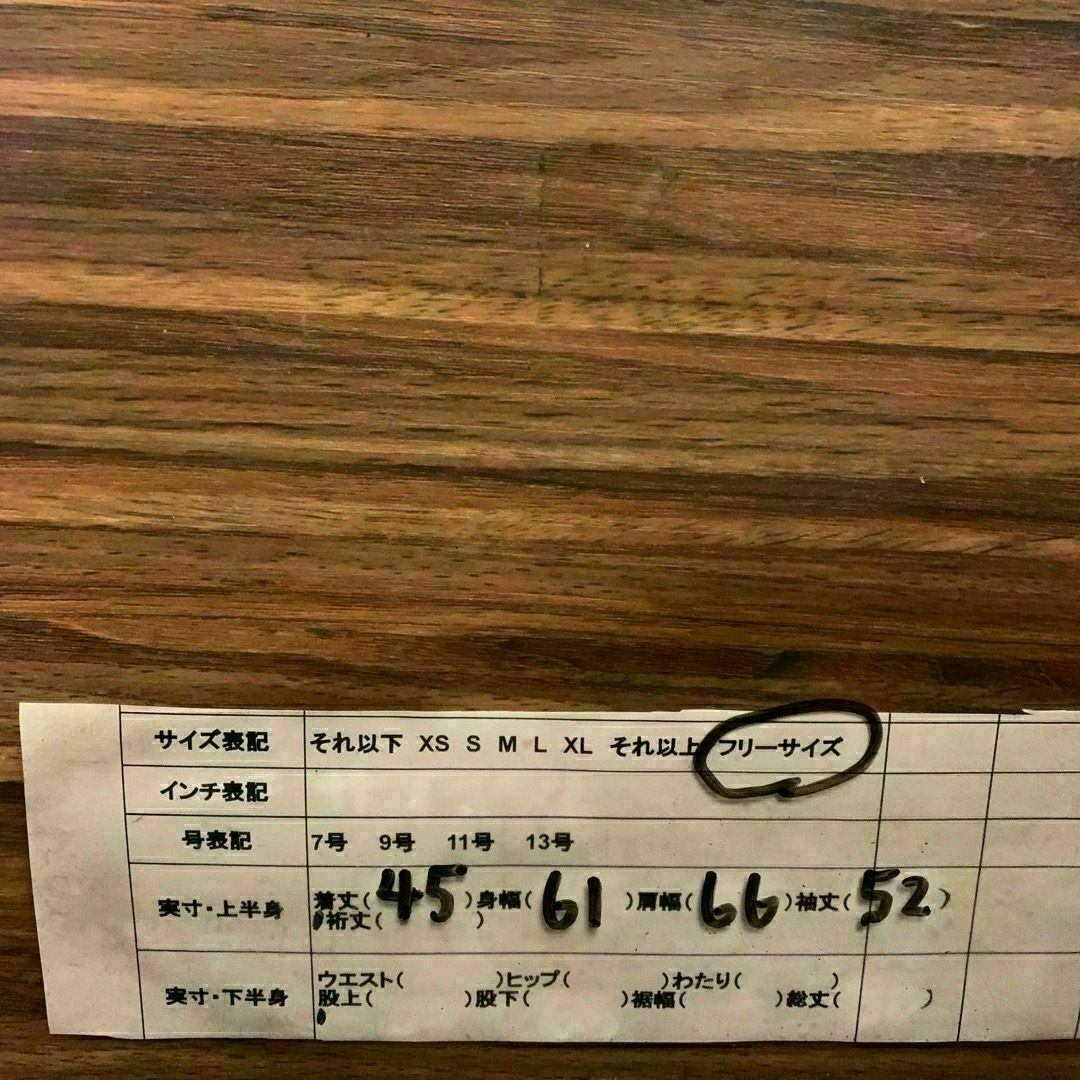 サイズ表記 それ以下 XS S M L XL それ以上 フリーサイズ
インチ表記
号表記 7号 9号 11号 13号
実寸・上半身 着丈( 45 )身幅( 61 )肩幅( 66 )袖丈( 52 )
裄丈( )
実寸・下半身 ウエスト( )ヒップ( )わたり( )
股上( )股下( )裾幅( )総丈( )